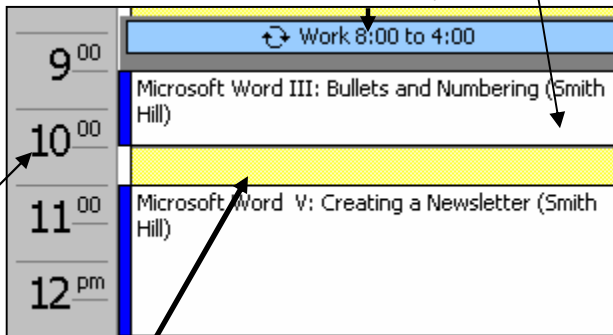 Work 8:00 to 4:00
9 00
Microsoft Word III: Bullets and Numbering (Smith
Hill)
10 00
11 00
Microsoft Word  V: Creating a Newsletter (Smith
Hill)
12 pm